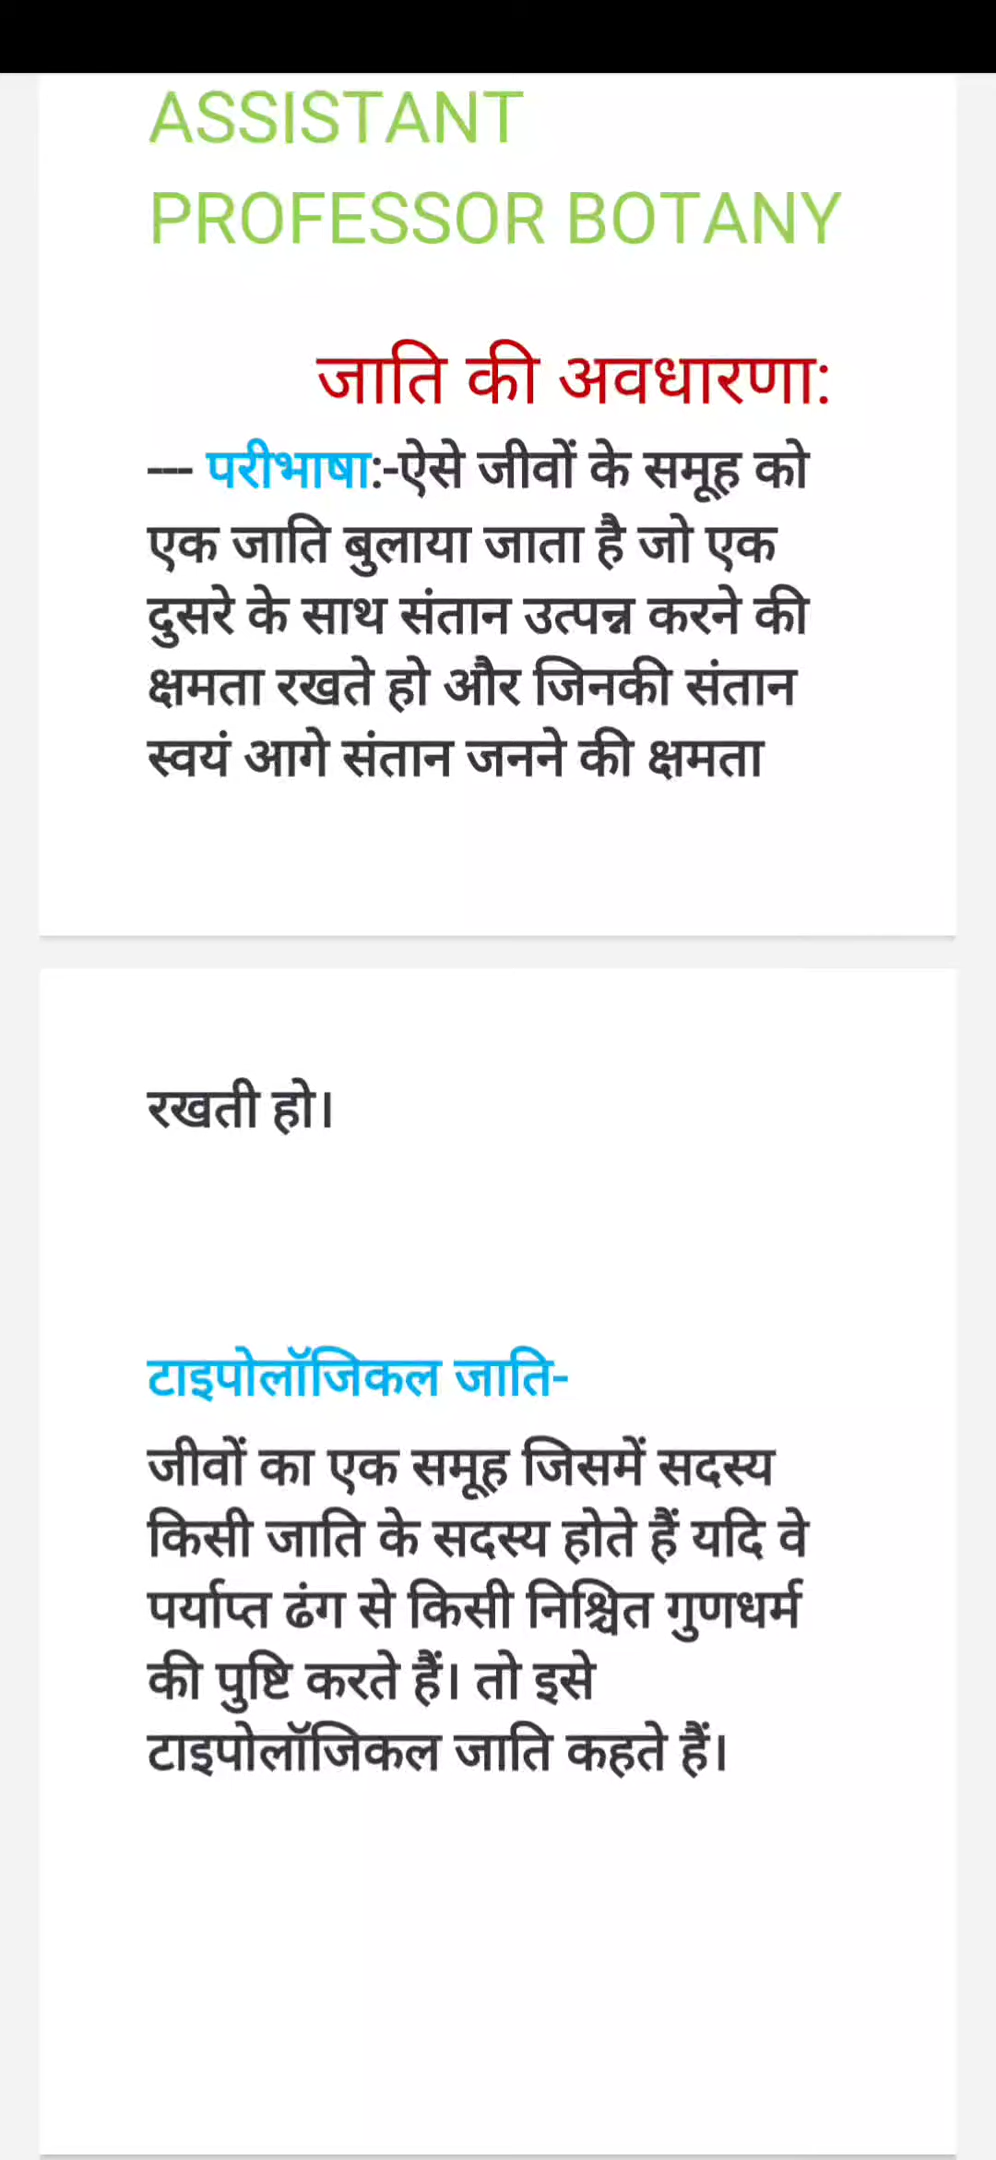 ASSISTANT
PROFESSOR BOTANY
जाति की अवधारणा:
--- परीभाषा:-ऐसे जीवों के समूह को
एक जाति बुलाया जाता है जो एक
दुसरे के साथ संतान उत्पन्न करने की
क्षमता रखते हो और जिनकी संतान
स्वयं आगे संतान जनने की क्षमता
रखती हो।
टाइपोलॉजिकल जाति-
जीवों का एक समूह जिसमें सदस्य
किसी जाति के सदस्य होते हैं यदि वे
पर्याप्त ढंग से किसी निश्चित गुणधर्म
की पुष्टि करते हैं। तो इसे
टाइपोलॉजिकल जाति कहते हैं।